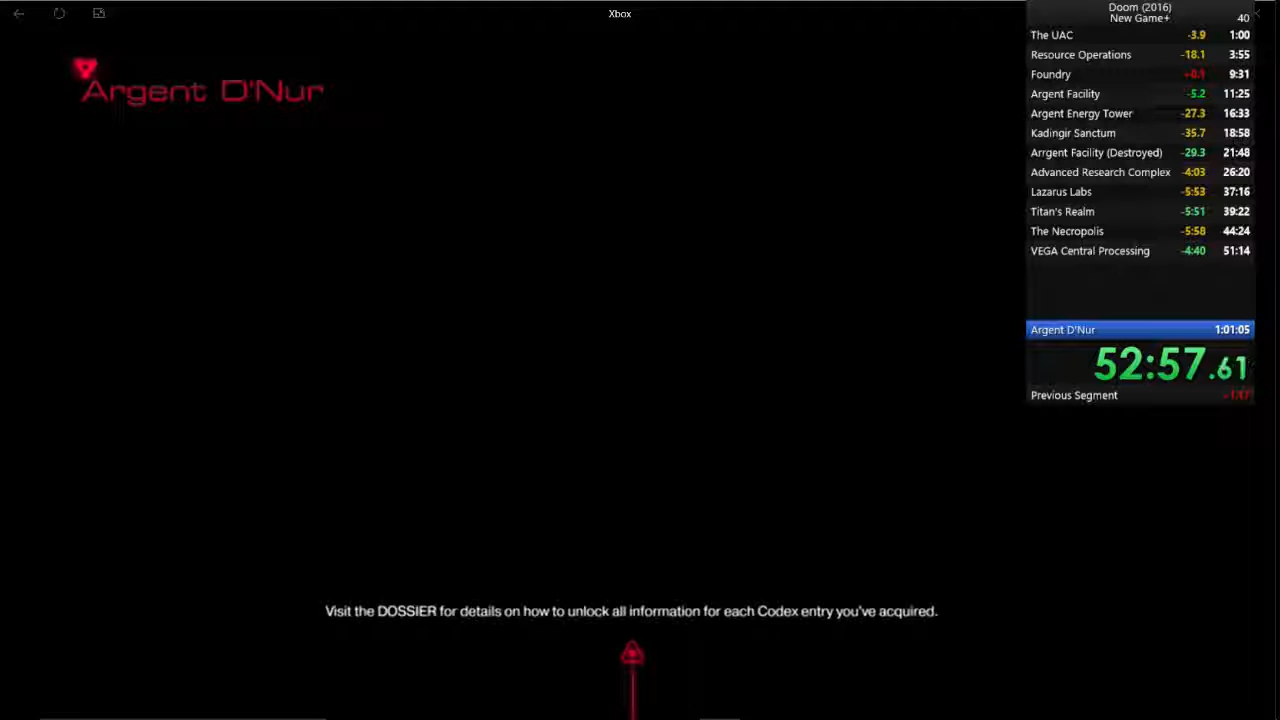 Xbox
Doom (2016)
New Game+ 40
The UAC -3.9 1:00
Resource Operations -18.1 3:55
Foundry +0.1 9:31
Argent Facility -5.2 11:25
Argent Energy Tower -27.3 16:33
Kadingir Sanctum -35.7 18:58
Arrgent Facility (Destroyed) -29.3 21:48
Advanced Research Complex -4:03 26:20
Lazarus Labs -5:53 37:16
Titan's Realm -5:51 39:22
The Necropolis -5:58 44:24
VEGA Central Processing -4:40 51:14
Argent D'Nur 1:01:05
52:57.61
Previous Segment +1:17
Argent D'Nur
Visit the DOSSIER for details on how to unlock all information for each Codex entry you've acquired.